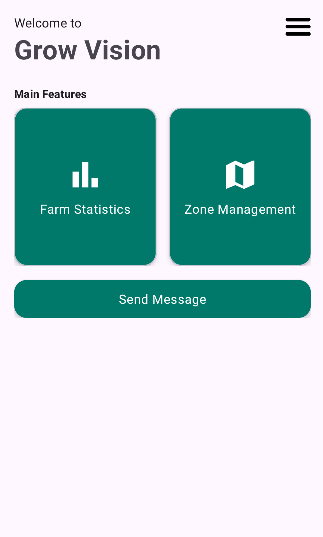 Welcome to
Grow Vision
Main Features
Farm Statistics
Zone Management
Send Message